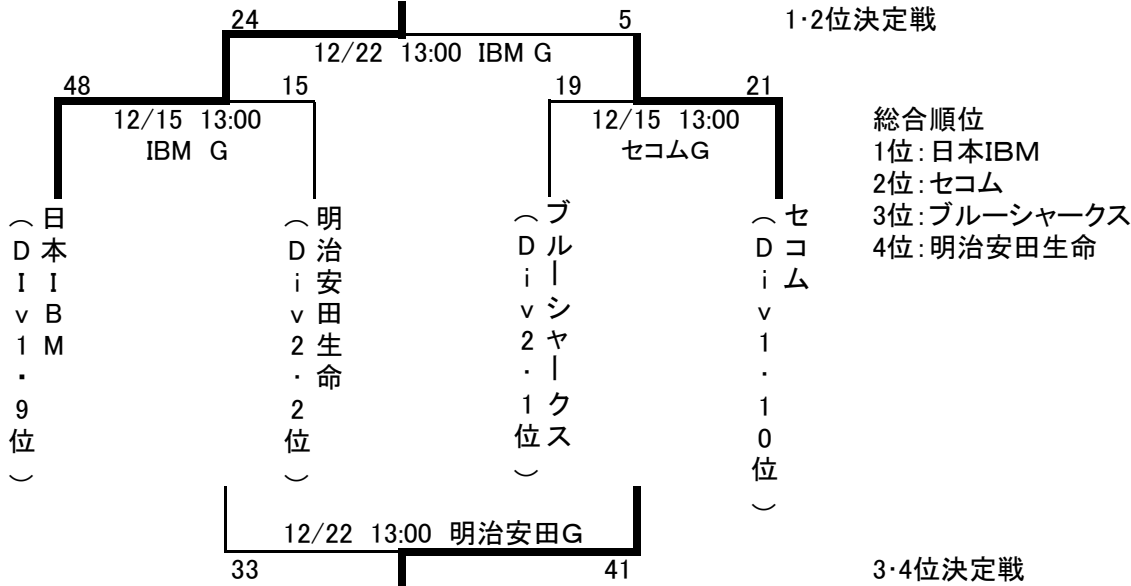 24
5
1・2位決定戦
12/22 13:00 IBM G
48
15
19
21
12/15 13:00
IBM G
12/15 13:00
セコムG
総合順位
1位：日本IBM
2位：セコム
3位：ブルーシャークス
4位：明治安田生命
日本IBM
（DIv1・9位）
明治安田生命
（Div2・2位）
ブルーシャークス
（Div2・1位）
セコム
（Div1・10位）
12/22 13:00 明治安田G
33
41
3・4位決定戦